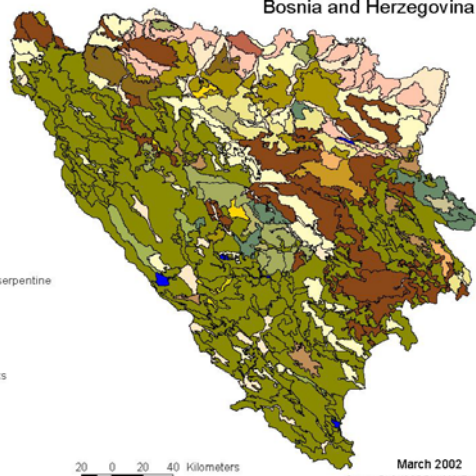 Bosnia and Herzegovina
serpentine
s
20 0 20 40 Kilometers
March 2002